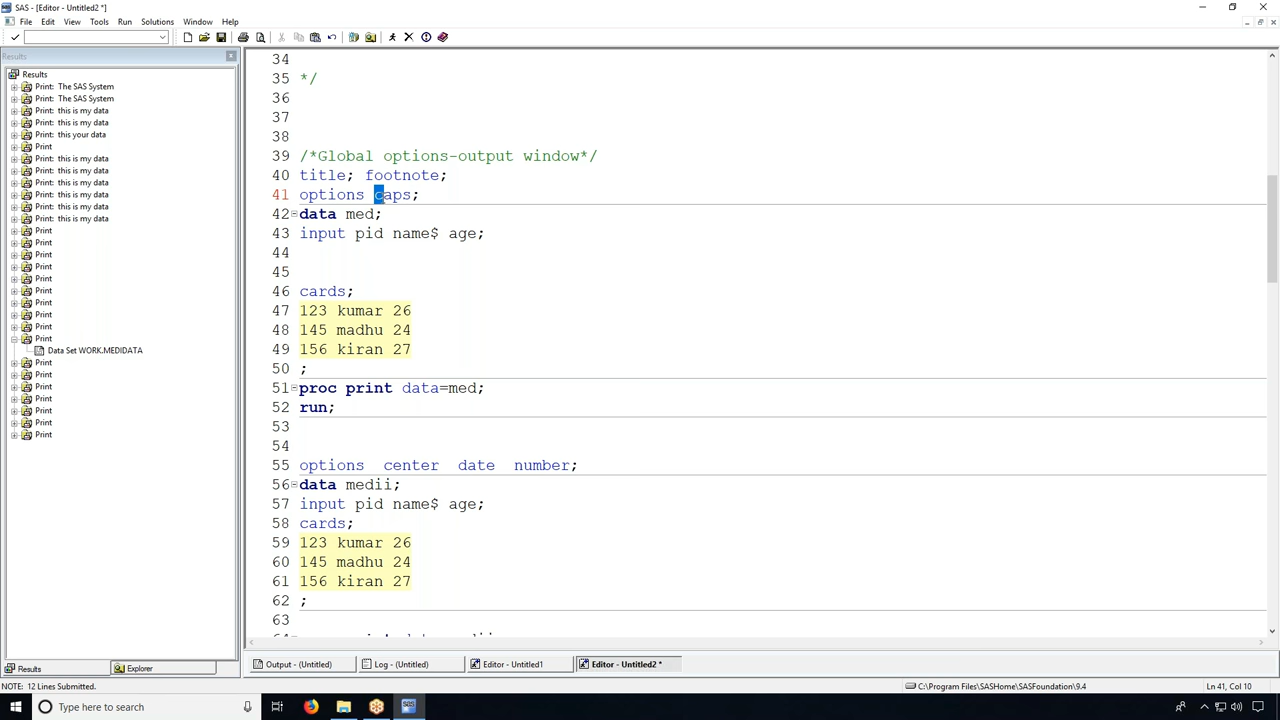 SAS - [Editor - Untitled2 *]
File Edit View Tools Run Solutions Window Help
Results
Results
Print: The SAS System
Print: The SAS System
Print: this is my data
Print: this is my data
Print: this your data
Print
Print: this is my data
Print: this is my data
Print: this is my data
Print: this is my data
Print: this is my data
Print: this is my data
Print
Print
Print
Print
Print
Print
Print
Print
Print
Print
Data Set WORK.MEDIDATA
Print
Print
Print
Print
Print
Print
Print
34
35 */
36
37
38
39 /*Global options-output window*/
40 title; footnote;
41 options caps;
42 data med;
43 input pid name$ age;
44
45
46 cards;
47 123 kumar 26
48 145 madhu 24
49 156 kiran 27
50 ;
51 proc print data=med;
52 run;
53
54
55 options center date number;
56 data medii;
57 input pid name$ age;
58 cards;
59 123 kumar 26
60 145 madhu 24
61 156 kiran 27
62 ;
63
Results Explorer
Output - (Untitled) Log - (Untitled) Editor - Untitled1 Editor - Untitled2 *
NOTE: 12 Lines Submitted. C:\Program Files\SASHome\SASFoundation\9.4 Ln 41, Col 10
Type here to search SAS